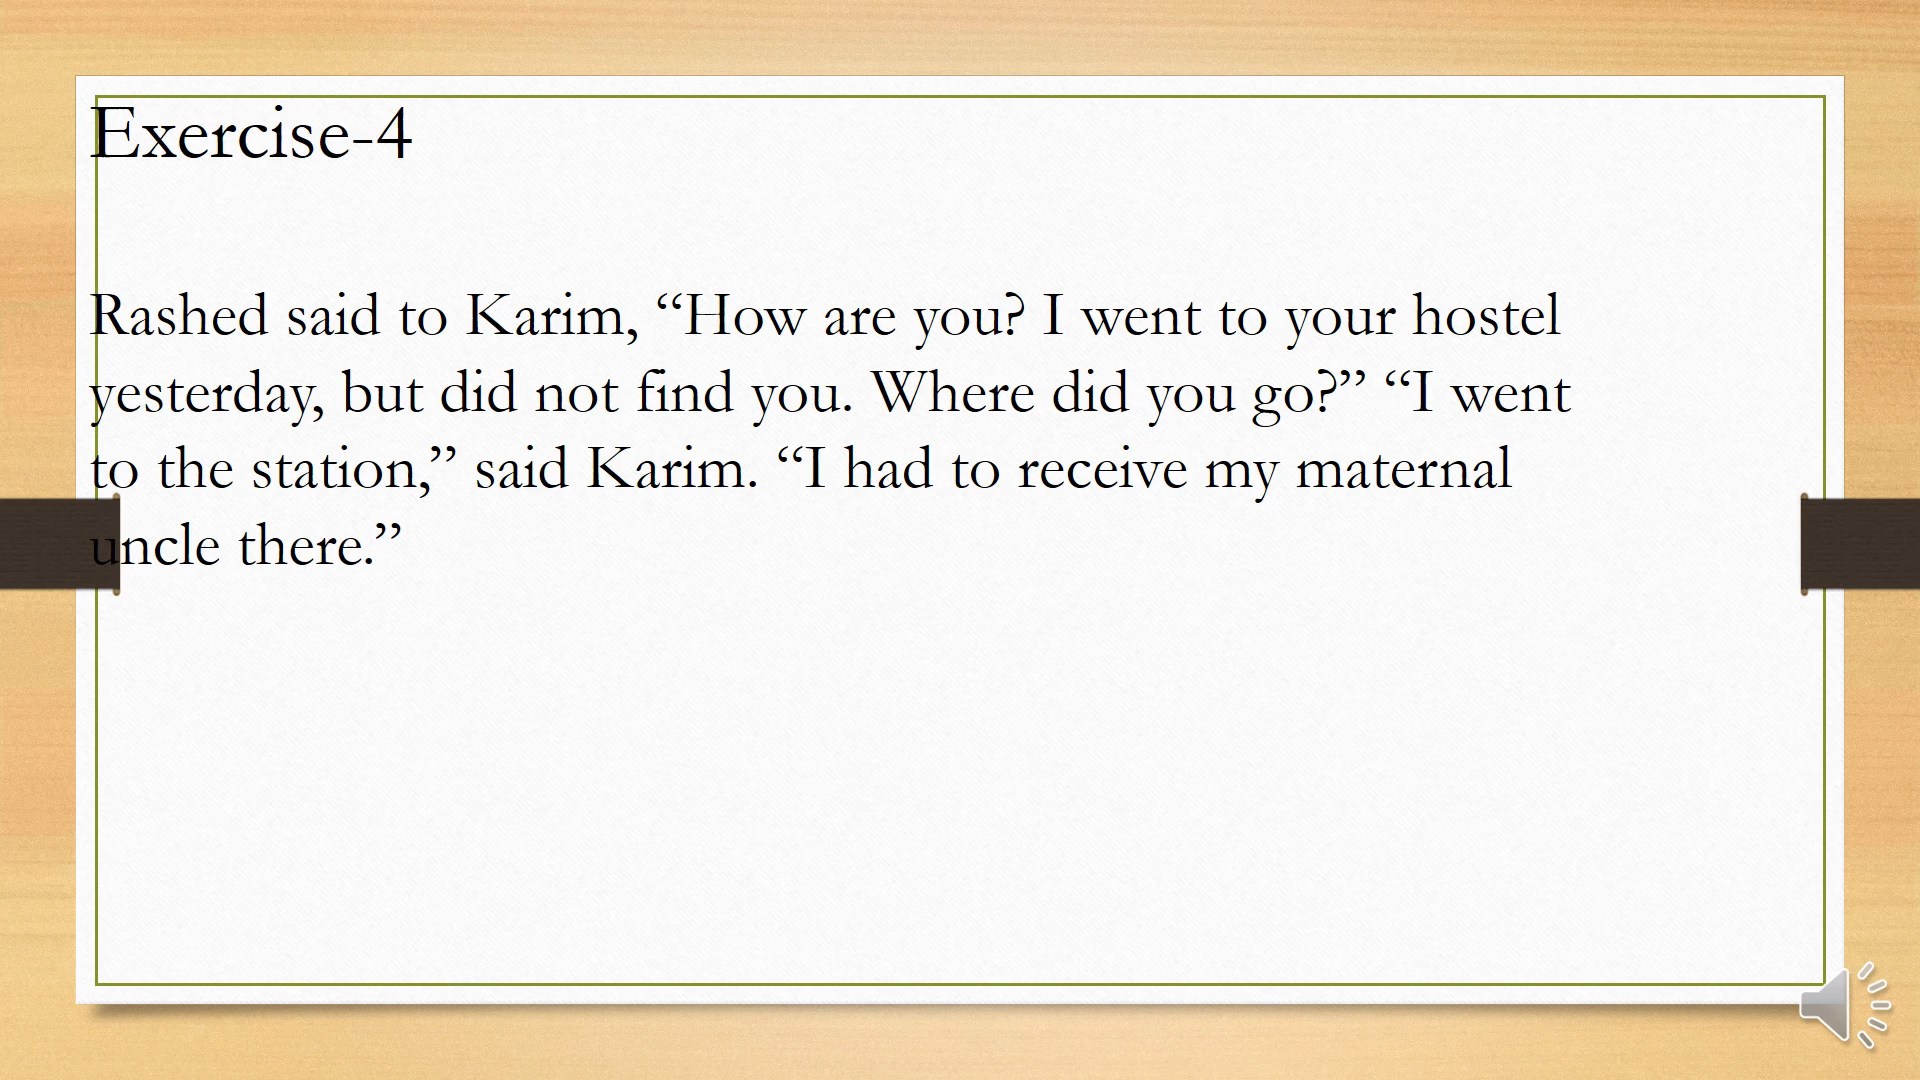 Exercise-4
Rashed said to Karim, “How are you? I went to your hostel
yesterday, but did not find you. Where did you go?” “I went
to the station,” said Karim. “I had to receive my maternal
uncle there.”